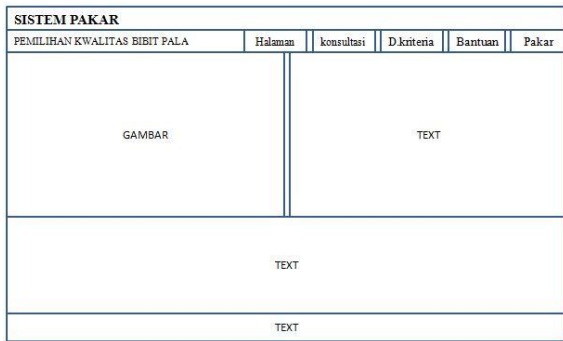 SISTEM PAKAR
PEMILIHAN KWALITAS BIBIT PALA Halaman konsultasi D.kriteria Bantuan Pakar
GAMBAR TEXT
TEXT
TEXT